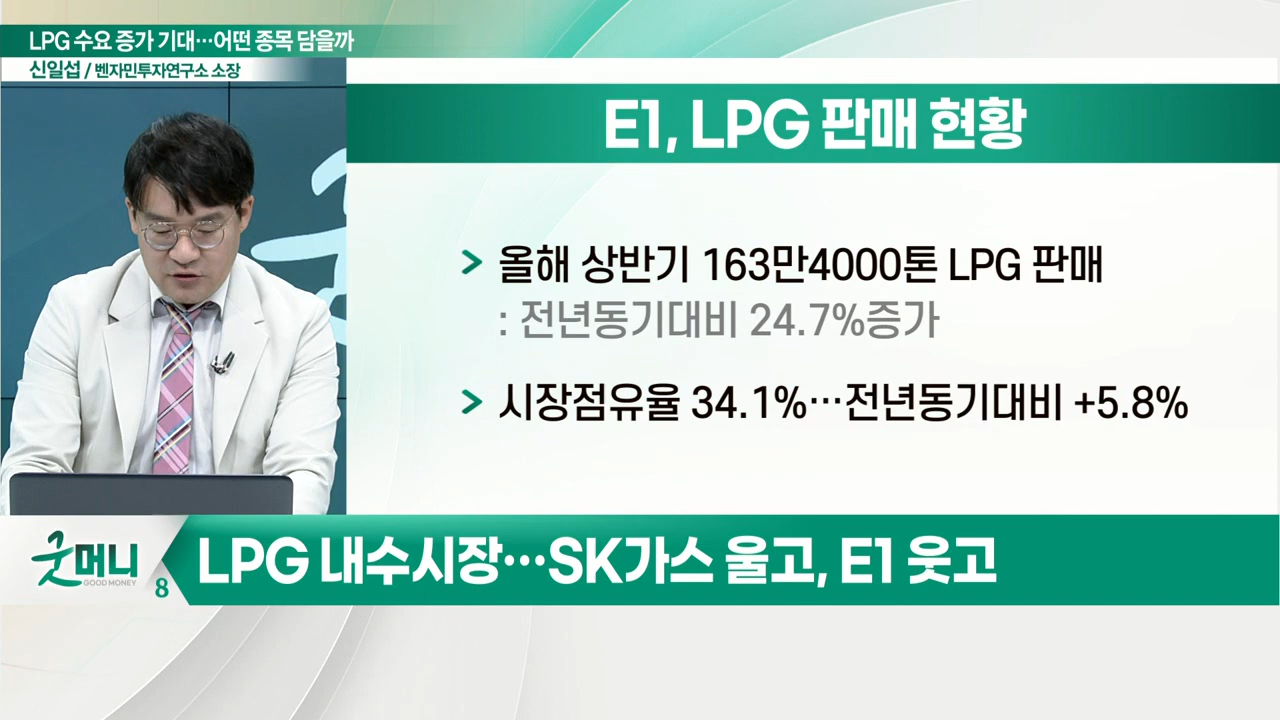 LPG 수요 증가 기대…어떤 종목 담을까
신일섭 / 벤자민투자연구소 소장
E1, LPG 판매 현황
> 올해 상반기 163만4000톤 LPG 판매
: 전년동기대비 24.7%증가
> 시장점유율 34.1%…전년동기대비 +5.8%
굿머니
GOOD MONEY
8
LPG 내수시장…SK가스 울고, E1 웃고